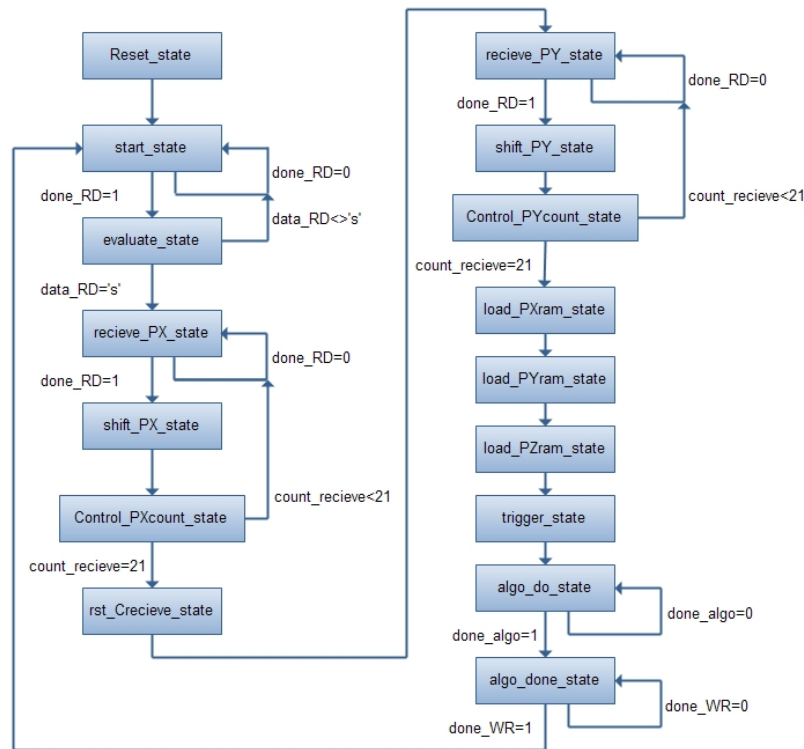 Reset_state
start_state
done_RD=0
done_RD=1
data_RD<>'s'
evaluate_state
data_RD='s'
recieve_PX_state
done_RD=0
done_RD=1
shift_PX_state
count_recieve<21
Control_PXcount_state
count_recieve=21
rst_Crecieve_state
recieve_PY_state
done_RD=0
done_RD=1
shift_PY_state
count_recieve<21
Control_PYcount_state
count_recieve=21
load_PXram_state
load_PYram_state
load_PZram_state
trigger_state
algo_do_state
done_algo=0
done_algo=1
algo_done_state
done_WR=0
done_WR=1